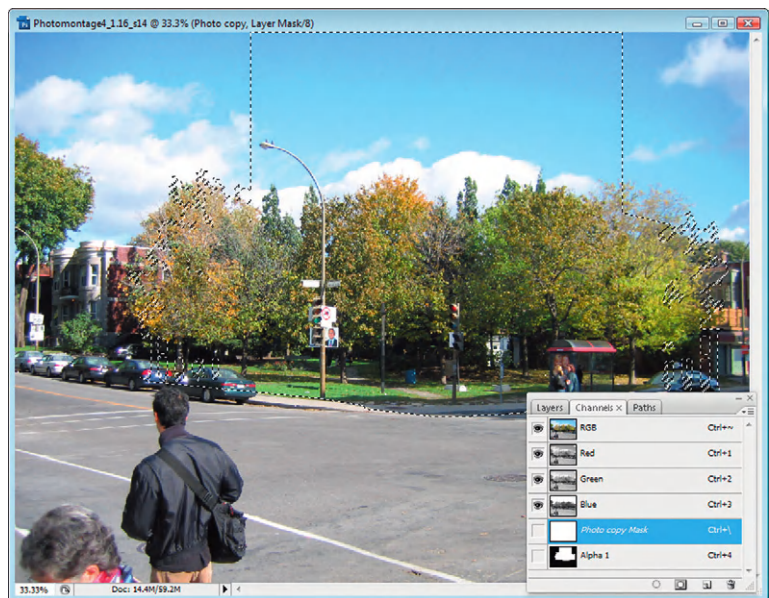 Photomontage4_1.16_s14 @ 33.3% (Photo copy, Layer Mask/8)
Layers Channels × Paths
RGB Ctrl+~
Red Ctrl+1
Green Ctrl+2
Blue Ctrl+3
Photo copy Mask Ctrl+\
Alpha 1 Ctrl+4
33.33% Doc: 14.4M/59.2M